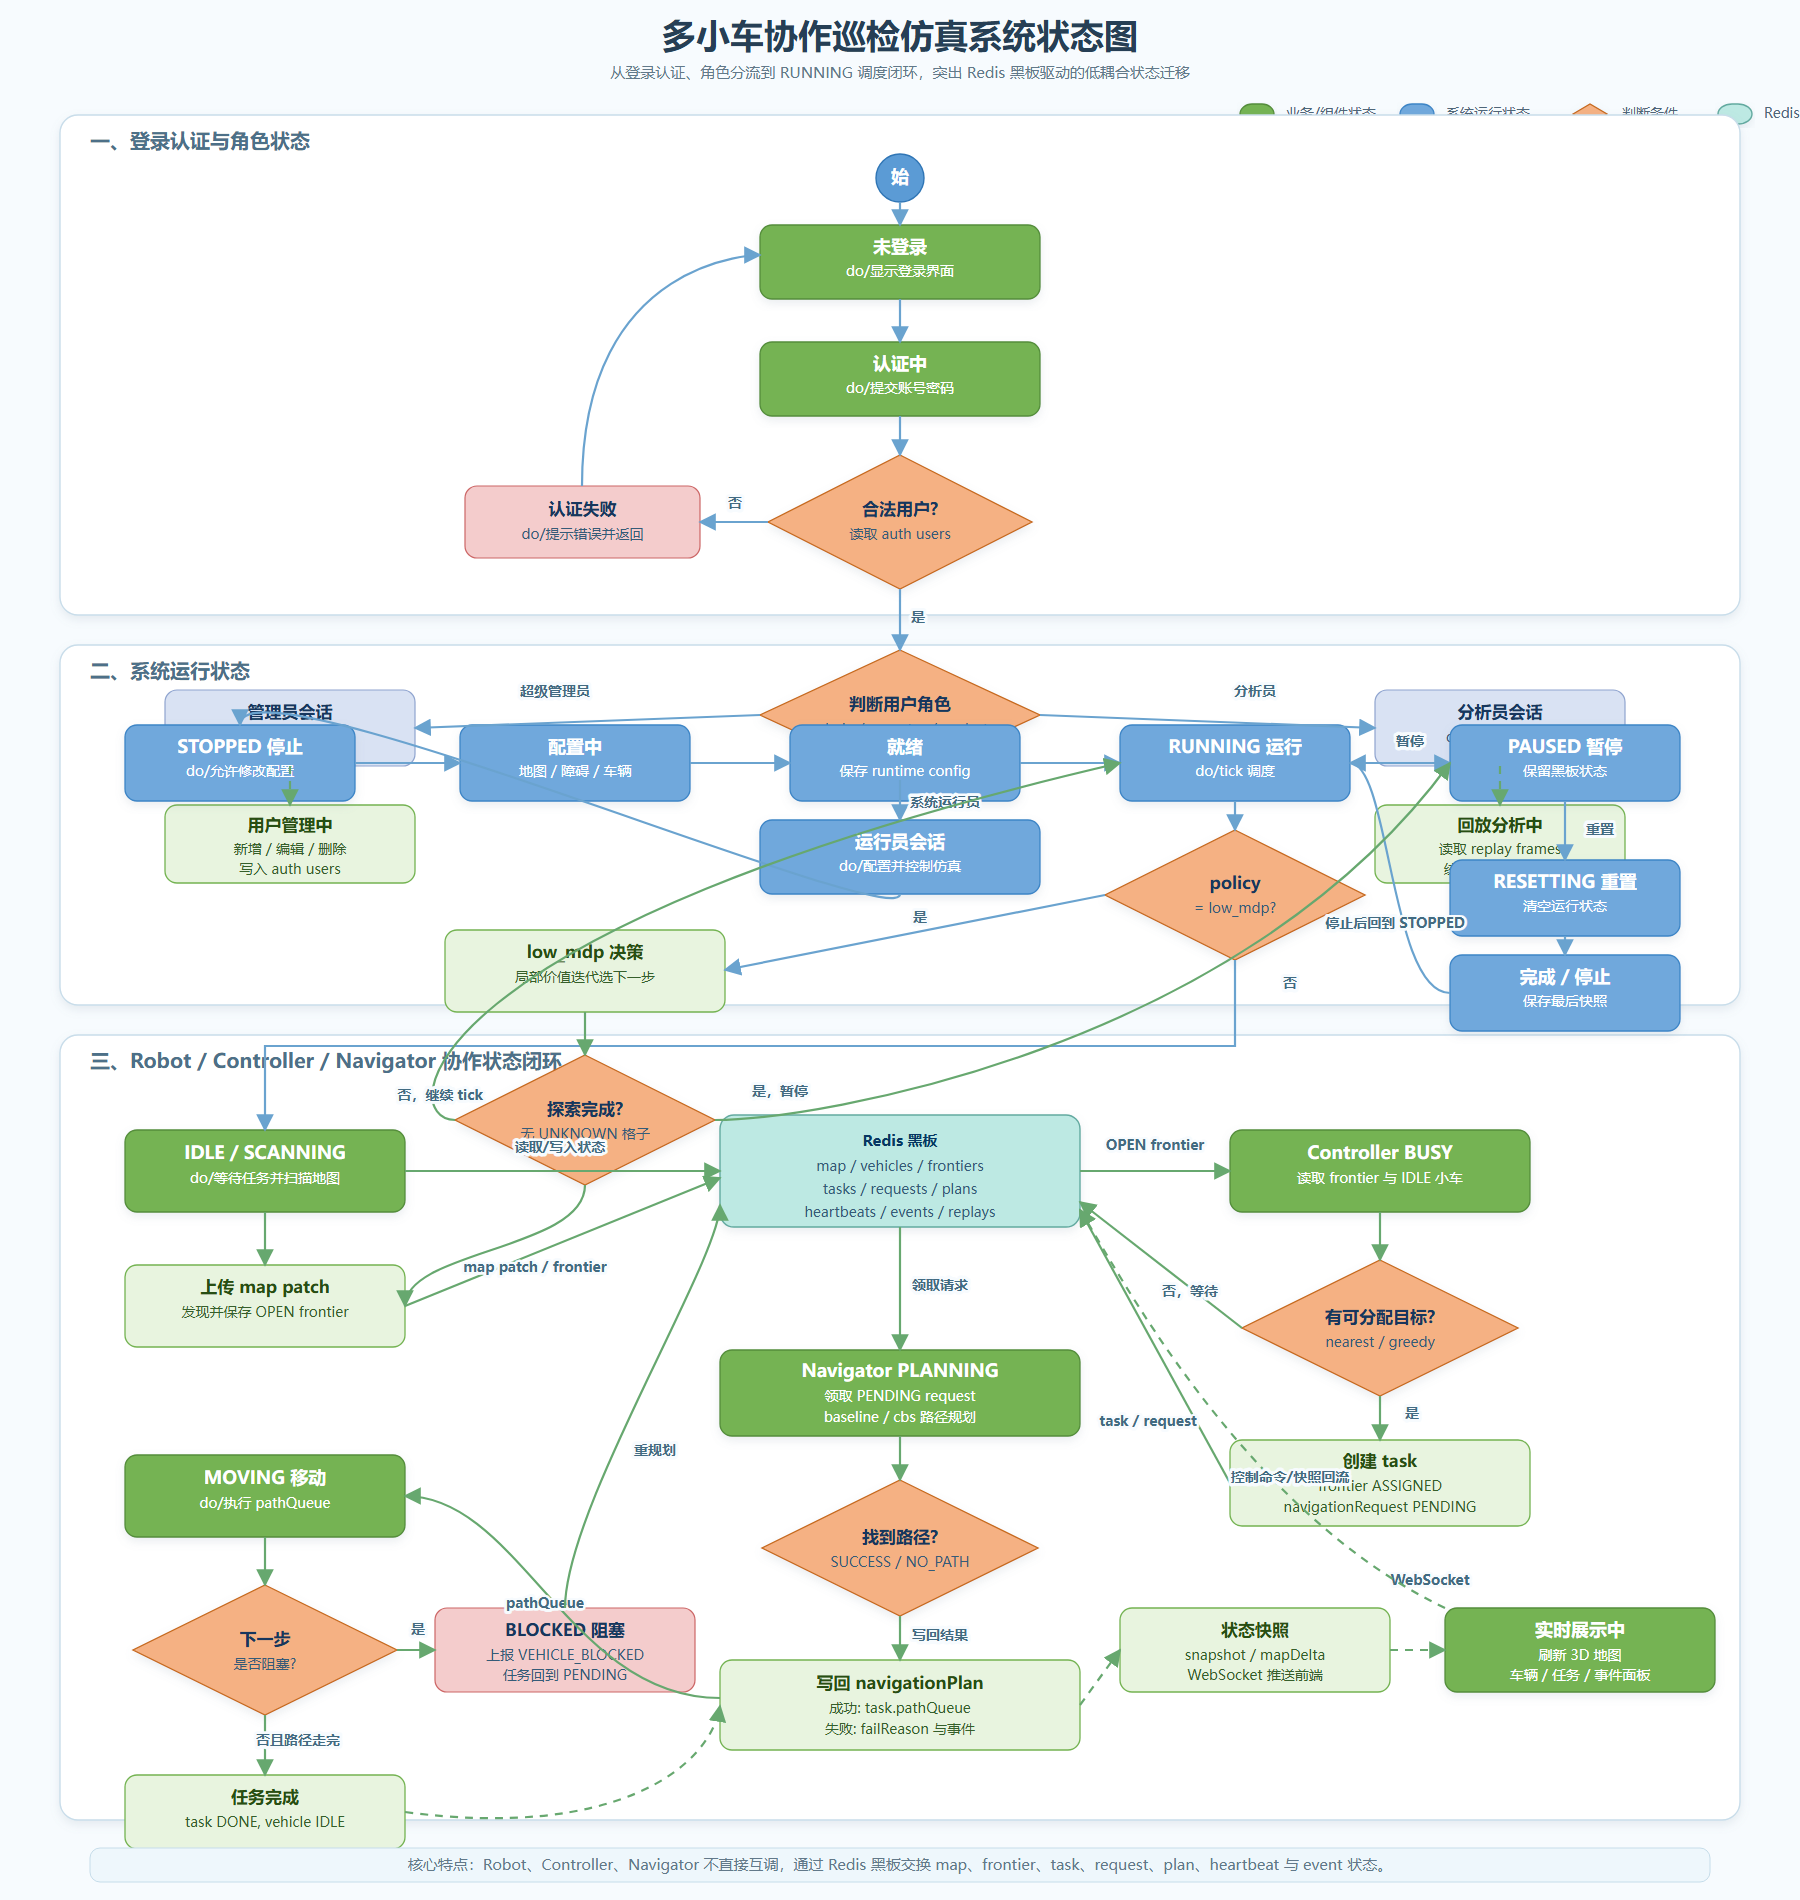 多小车协作巡检仿真系统状态图
从登录认证、角色分流到 RUNNING 调度闭环，突出 Redis 黑板驱动的低耦合状态迁移
业务/组件状态
系统运行状态
判断条件
Redis
一、登录认证与角色状态
始
未登录
do/显示登录界面
认证中
do/提交账号密码
认证失败
do/提示错误并返回
否
合法用户?
读取 auth users
是
二、系统运行状态
超级管理员
判断用户角色
分析员
管理员会话
分析员会话
STOPPED 停止
do/允许修改配置
配置中
地图 / 障碍 / 车辆
就绪
保存 runtime config
RUNNING 运行
do/tick 调度
暂停
PAUSED 暂停
保留黑板状态
系统运行员
用户管理中
新增 / 编辑 / 删除
写入 auth users
运行员会话
do/配置并控制仿真
回放分析中
读取 replay frames
重置
policy
= low_mdp?
RESETTING 重置
清空运行状态
是
停止后回到 STOPPED
low_mdp 决策
局部价值迭代选下一步
否
完成 / 停止
保存最后快照
三、Robot / Controller / Navigator 协作状态闭环
否，继续 tick
是，暂停
探索完成?
无 UNKNOWN 格子
读取/写入状态
IDLE / SCANNING
do/等待任务并扫描地图
Redis 黑板
map / vehicles / frontiers
tasks / requests / plans
heartbeats / events / replays
OPEN frontier
Controller BUSY
读取 frontier 与 IDLE 小车
上传 map patch
发现并保存 OPEN frontier
map patch / frontier
领取请求
否，等待
有可分配目标?
nearest / greedy
Navigator PLANNING
领取 PENDING request
baseline / cbs 路径规划
是
task / request
重规划
创建 task
frontier ASSIGNED
navigationRequest PENDING
控制命令/快照回流
MOVING 移动
do/执行 pathQueue
找到路径?
SUCCESS / NO_PATH
WebSocket
pathQueue
下一步
是否阻塞?
是
BLOCKED 阻塞
上报 VEHICLE_BLOCKED
任务回到 PENDING
写回结果
状态快照
snapshot / mapDelta
WebSocket 推送前端
实时展示中
刷新 3D 地图
车辆 / 任务 / 事件面板
写回 navigationPlan
成功: task.pathQueue
失败: failReason 与事件
否且路径走完
任务完成
task DONE, vehicle IDLE
核心特点：Robot、Controller、Navigator 不直接互调，通过 Redis 黑板交换 map、frontier、task、request、plan、heartbeat 与 event 状态。